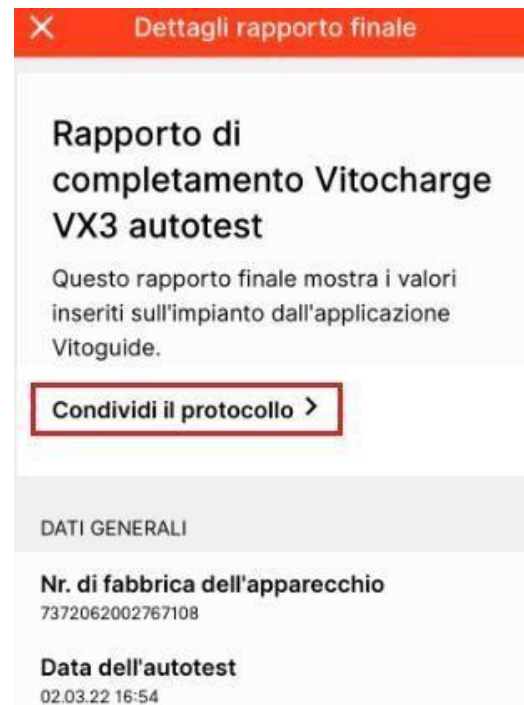 Dettagli rapporto finale
Rapporto di
completamento Vitocharge
VX3 autotest
Questo rapporto finale mostra i valori
inseriti sull'impianto dall'applicazione
Vitoguide.
Condividi il protocollo >
DATI GENERALI
Nr. di fabbrica dell'apparecchio
7372062002767108
Data dell'autotest
02.03.22 16:54